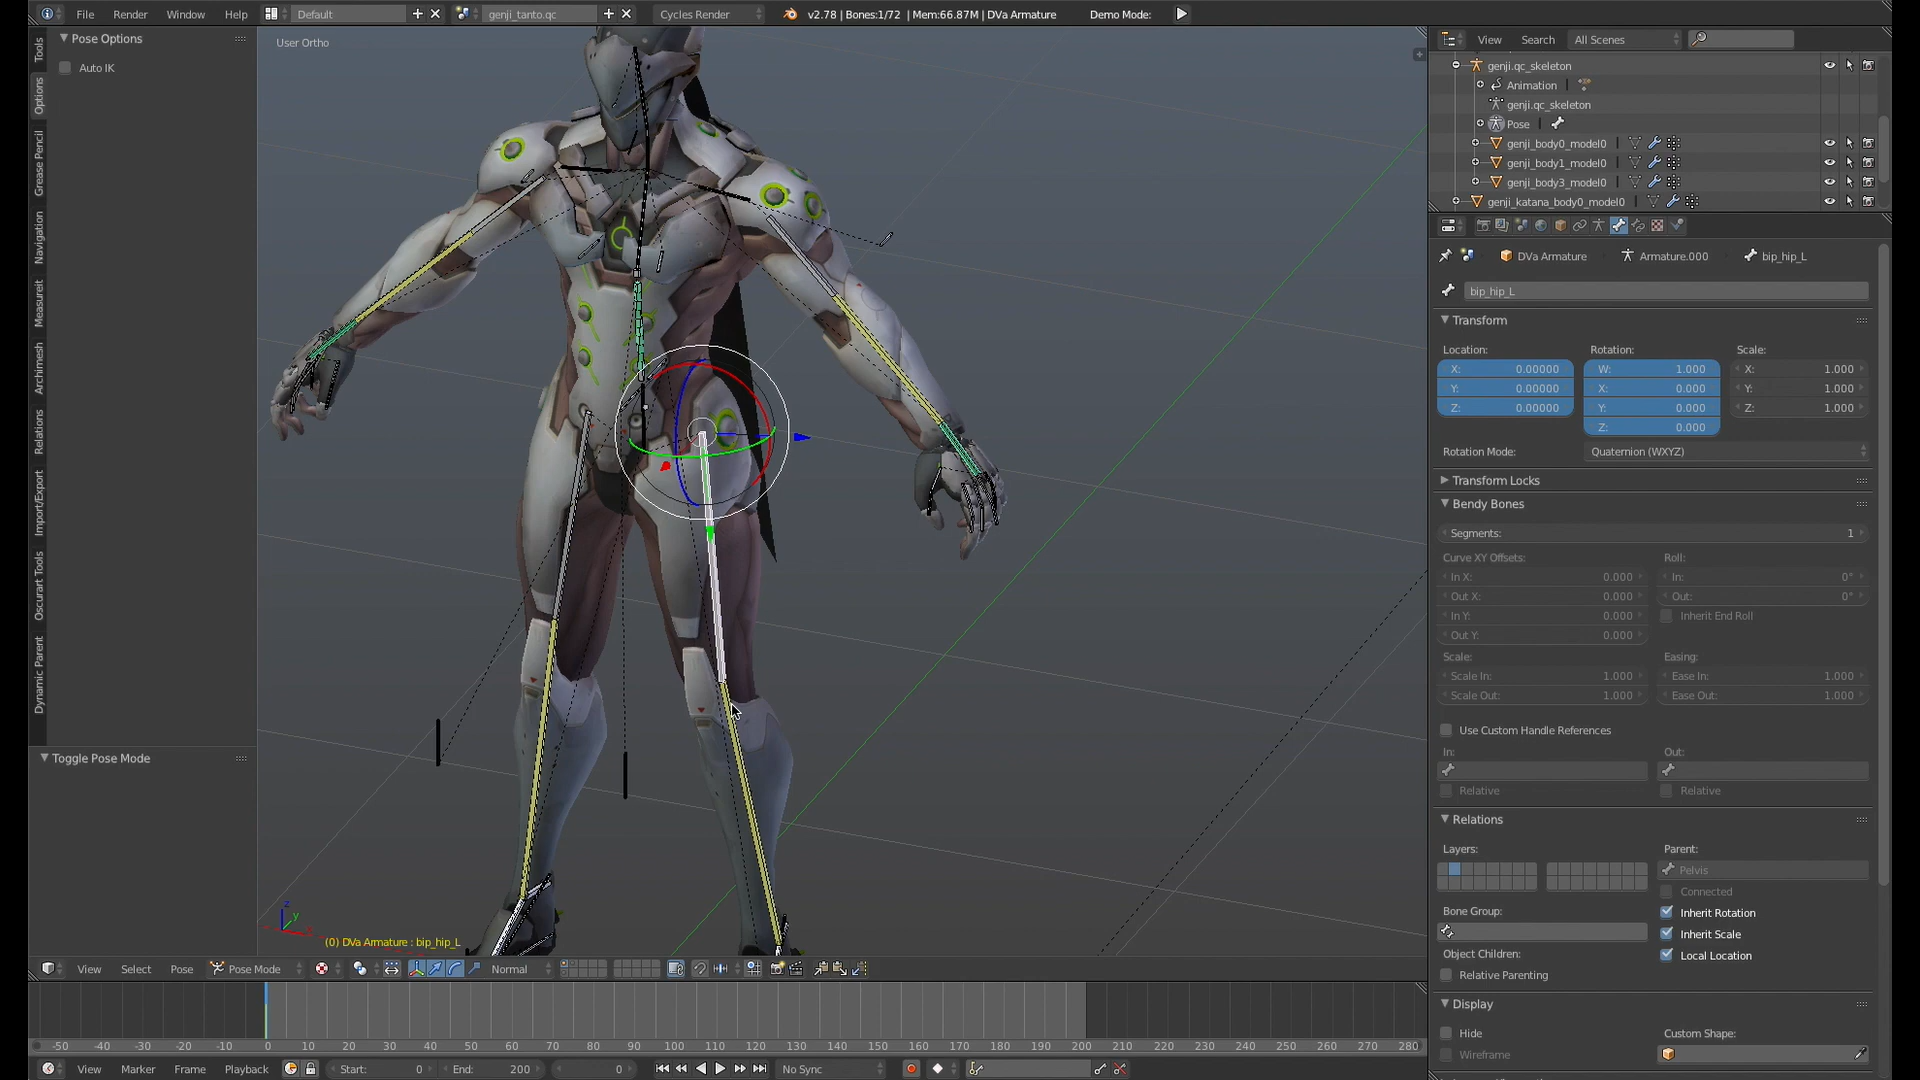 File Render Window Help Default genji_tanto.qc Cycles Render v2.78 | Bones:1/72 | Mem:66.87M | DVa Armature Demo Mode:
Pose Options
Auto IK
Tools
Options
Grease Pencil
Navigation
Measureit
Archimesh
Relations
Import/Export
Oscurart Tools
Dynamic Parent
Toggle Pose Mode
User Ortho
(0) DVa Armature : bip_hip_L
View Select Pose Pose Mode Normal
-50 -40 -30 -20 -10 0 10 20 30 40 50 60 70 80 90 100 110 120 130 140 150 160 170 180 190 200 210 220 230 240 250 260 270 280
View Marker Frame Playback Start: 0 End: 200 0 No Sync
View Search All Scenes
genji.qc_skeleton
Animation
genji.qc_skeleton
Pose
genji_body0_model0
genji_body1_model0
genji_body3_model0
genji_katana_body0_model0
DVa Armature Armature.000 bip_hip_L
bip_hip_L
Transform
Location: Rotation: Scale:
X: 0.00000 W: 1.000 X: 1.000
Y: 0.00000 X: 0.000 Y: 1.000
Z: 0.00000 Y: 0.000 Z: 1.000
Z: 0.000
Rotation Mode: Quaternion (WXYZ)
Transform Locks
Bendy Bones
Segments: 1
Curve XY Offsets: Roll:
In X: 0.000 In: 0°
Out X: 0.000 Out: 0°
In Y: 0.000 Inherit End Roll
Out Y: 0.000
Scale: Easing:
Scale In: 1.000 Ease In: 1.000
Scale Out: 1.000 Ease Out: 1.000
Use Custom Handle References
In: Out:
Relative Relative
Relations
Layers: Parent:
Pelvis
Connected
Bone Group: Inherit Rotation
Inherit Scale
Object Children: Local Location
Relative Parenting
Display
Hide Custom Shape:
Wireframe